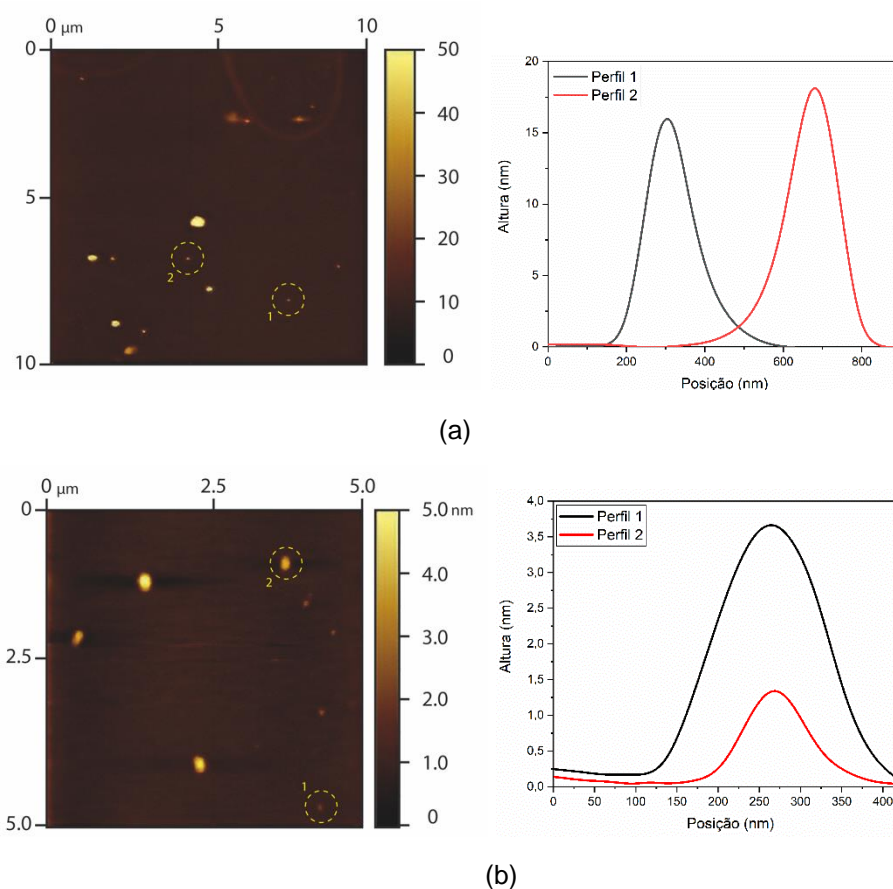 0 µm 5 10
0
5
10
50
40
30
20
10
0
2
1
20
15
10
5
0
Altura (nm)
Perfil 1
Perfil 2
0 200 400 600 800
Posição (nm)
(a)
0 µm 2.5 5.0
0
2.5
5.0
5.0 nm
4.0
3.0
2.0
1.0
0
2
1
4,0
3,5
3,0
2,5
2,0
1,5
1,0
0,5
0,0
Altura (nm)
Perfil 1
Perfil 2
0 50 100 150 200 250 300 350 400
Posição (nm)
(b)